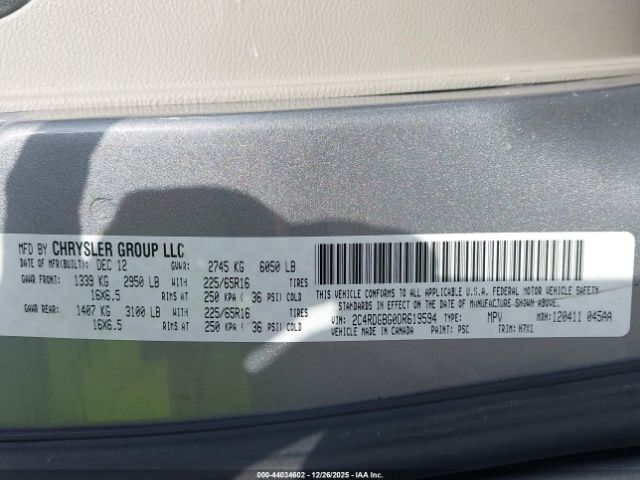 MFD BY CHRYSLER GROUP LLC
DATE OF MFR(BUILT): DEC 12 GVWR: 2745 KG 6050 LB
GAWR FRONT: 1339 KG 2950 LB WITH 225/65R16 TIRES
16X6.5 RIMS AT 250 KPA ( 36 PSI) COLD
GAWR REAR: 1407 KG 3100 LB WITH 225/65R16 TIRES
16X6.5 RIMS AT 250 KPA ( 36 PSI) COLD
THIS VEHICLE CONFORMS TO ALL APPLICABLE U.S.A. FEDERAL MOTOR VEHICLE SAFETY
STANDARDS IN EFFECT ON THE DATE OF MANUFACTURE SHOWN ABOVE.
VIN: 2C4RDGBG0DR619594 TYPE: MPV MDH: 120411 045AA
VEHICLE MADE IN CANADA PAINT: PSC TRIM: H7X1
-000-44034602 - 12/26/2025 - © IAA Holdings, LLC